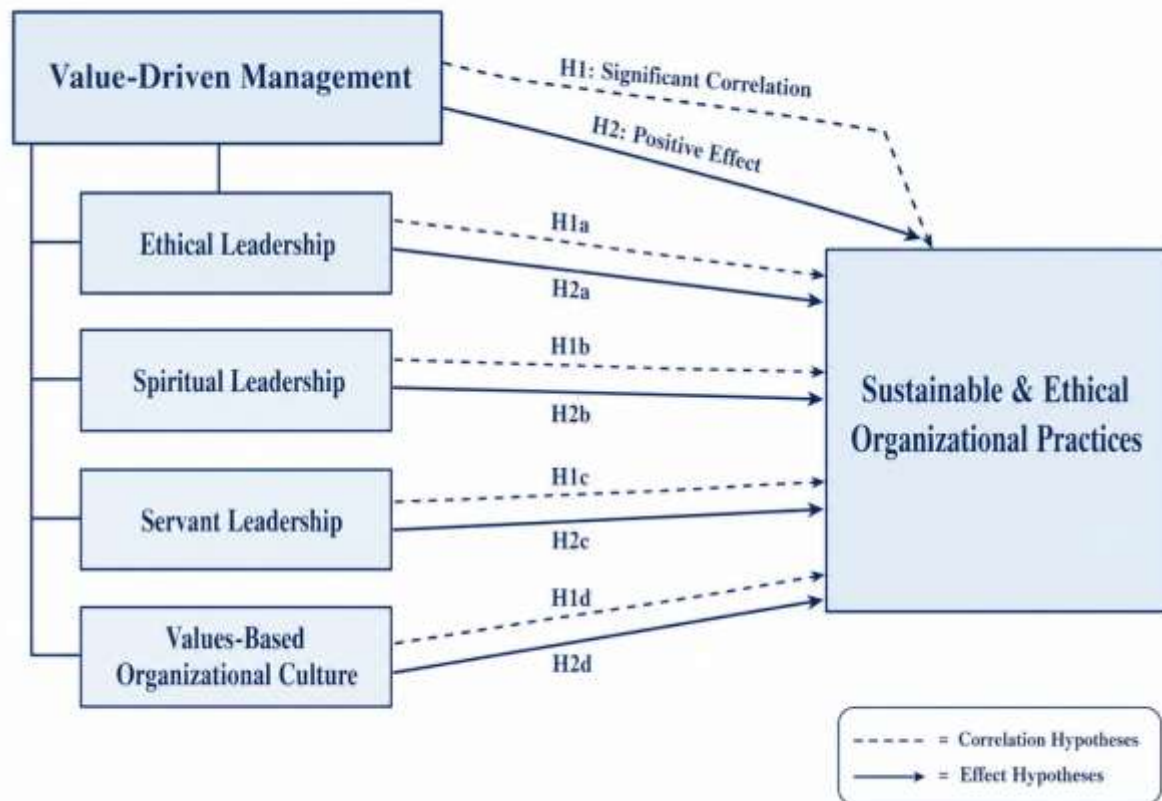 Value-Driven Management
H1: Significant Correlation
H2: Positive Effect
Ethical Leadership
H1a
H2a
Spiritual Leadership
H1b
H2b
Sustainable & Ethical
Organizational Practices
Servant Leadership
H1c
H2c
Values-Based
Organizational Culture
H1d
H2d
= Correlation Hypotheses
= Effect Hypotheses